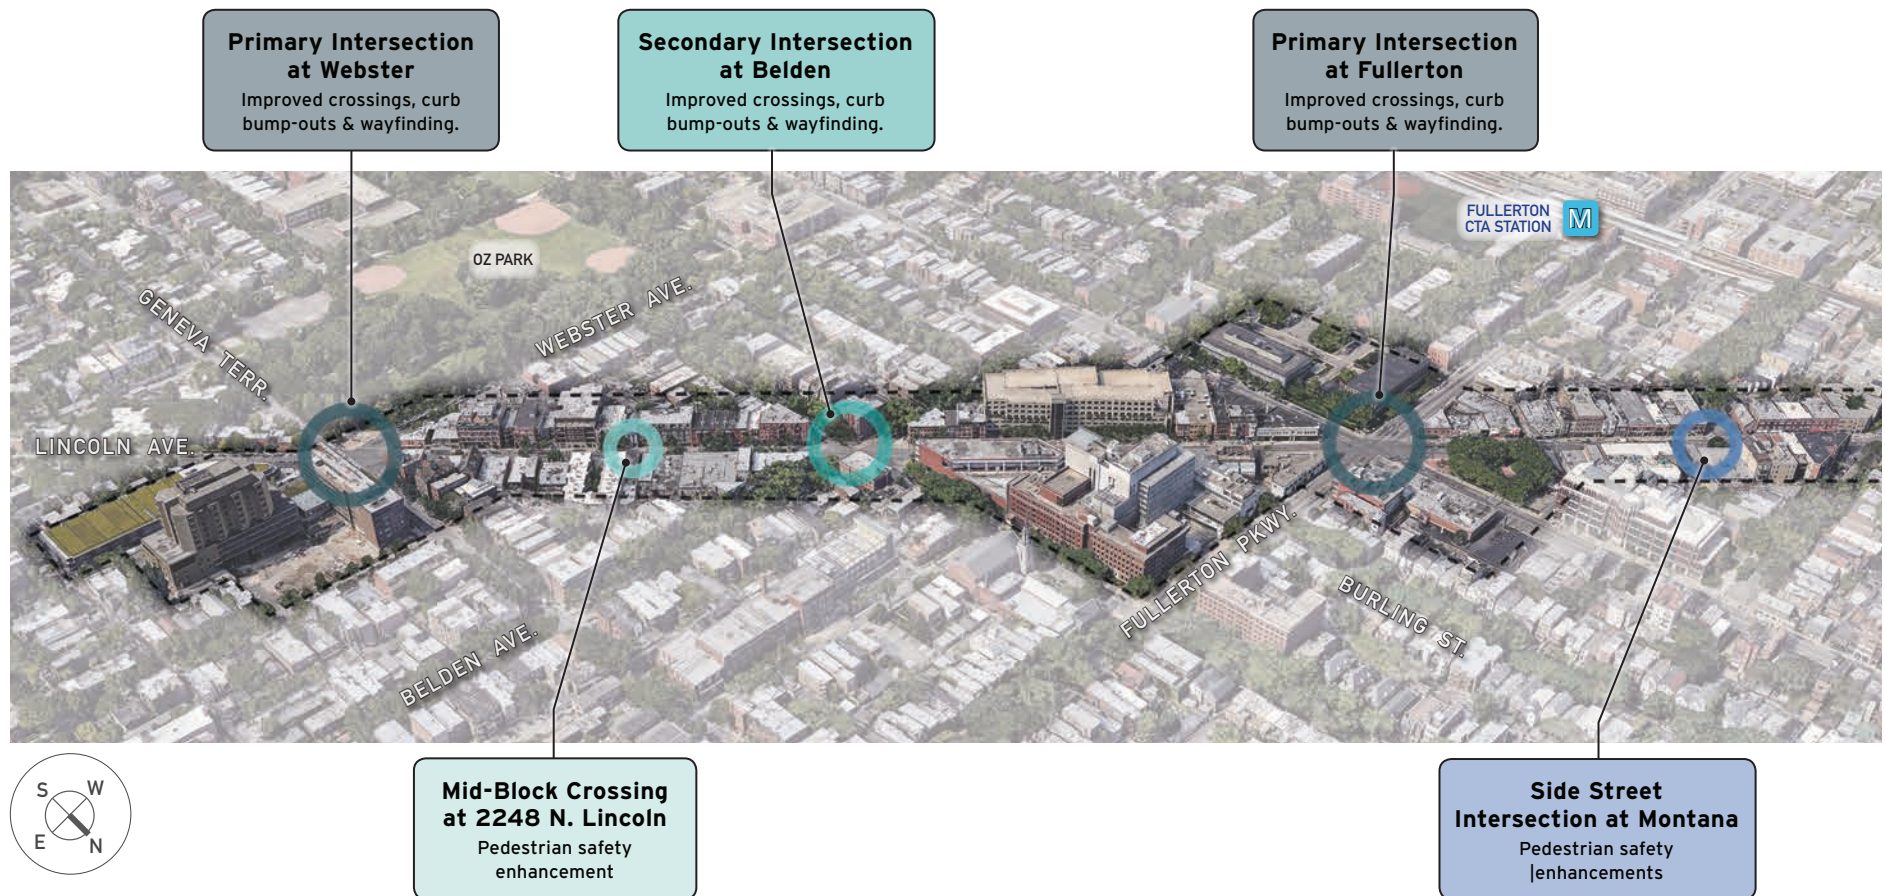 Primary Intersection
at Webster
Improved crossings, curb
bump-outs & wayfinding.
Secondary Intersection
at Belden
Improved crossings, curb
bump-outs & wayfinding.
Primary Intersection
at Fullerton
Improved crossings, curb
bump-outs & wayfinding.
FULLERTON
CTA STATION
M
OZ PARK
GENEVA TERR.
WEBSTER AVE.
LINCOLN AVE.
BELDEN AVE.
FULLERTON PKWY.
BURLING ST.
S W
E N
Mid-Block Crossing
at 2248 N. Lincoln
Pedestrian safety
enhancement
Side Street
Intersection at Montana
Pedestrian safety
|enhancements